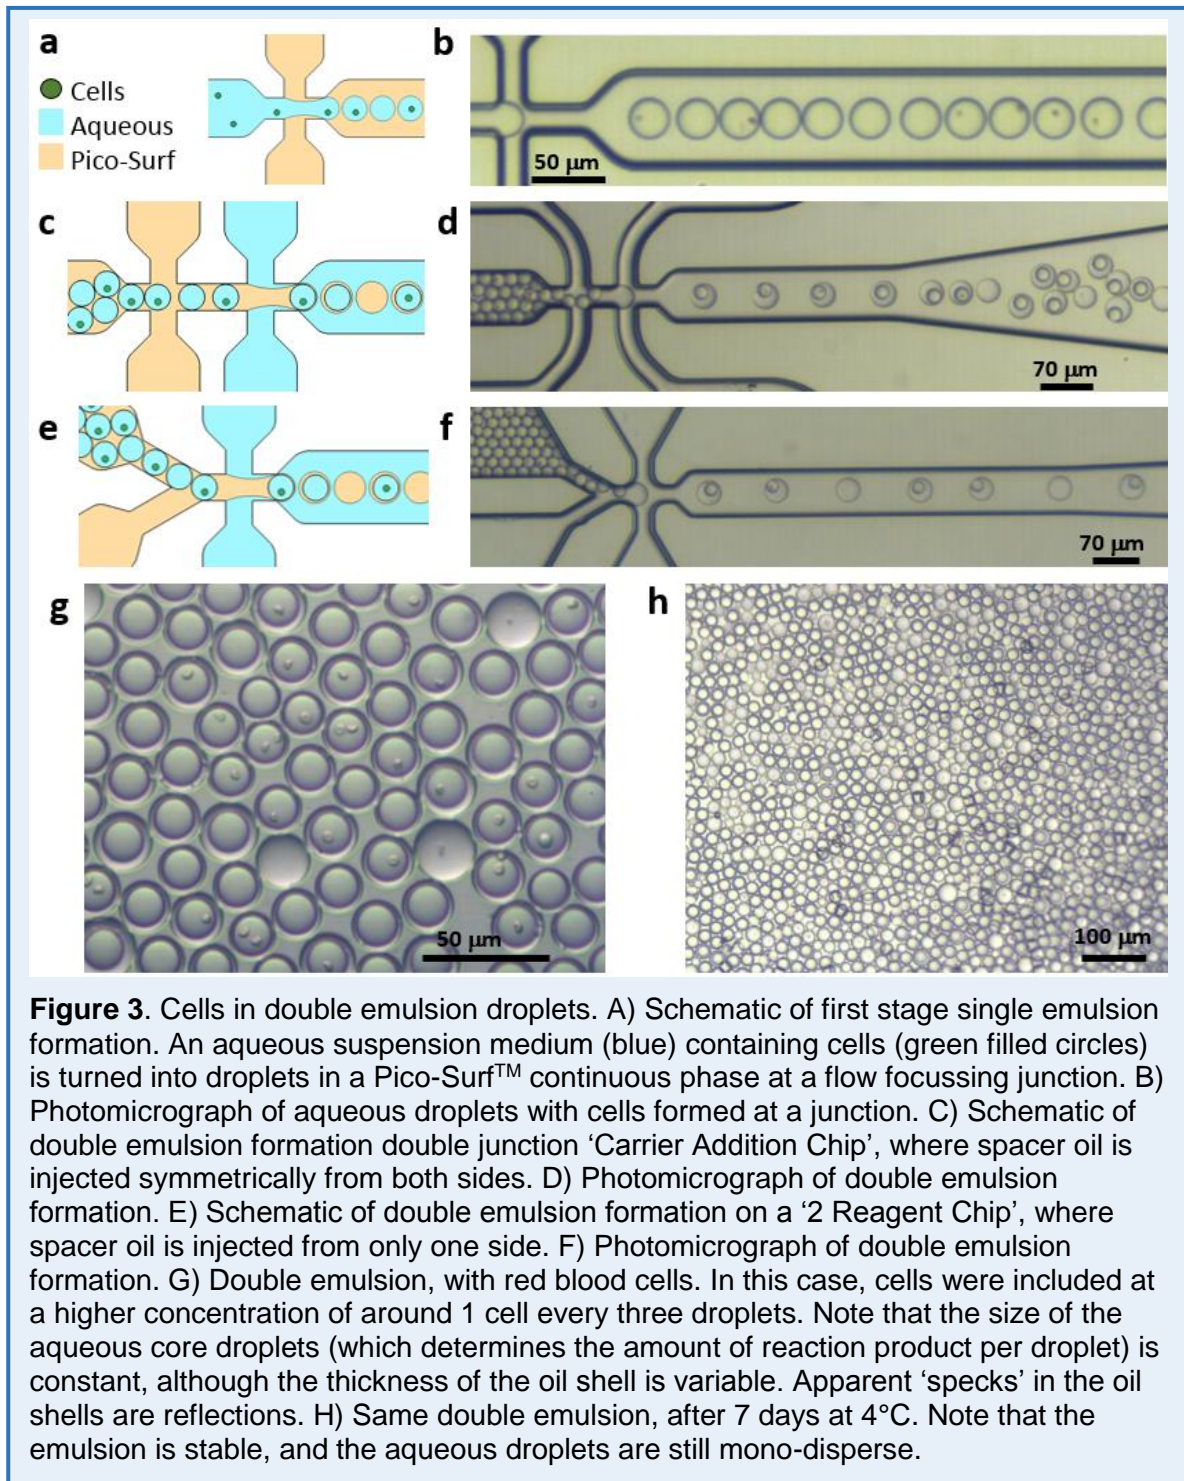 a
Cells
Aqueous
Pico-Surf
b
50 µm
c
d
70 µm
e
f
70 µm
g
50 µm
h
100 µm
Figure 3. Cells in double emulsion droplets. A) Schematic of first stage single emulsion
formation. An aqueous suspension medium (blue) containing cells (green filled circles)
is turned into droplets in a Pico-Surf™ continuous phase at a flow focussing junction. B)
Photomicrograph of aqueous droplets with cells formed at a junction. C) Schematic of
double emulsion formation double junction ‘Carrier Addition Chip’, where spacer oil is
injected symmetrically from both sides. D) Photomicrograph of double emulsion
formation. E) Schematic of double emulsion formation on a ‘2 Reagent Chip’, where
spacer oil is injected from only one side. F) Photomicrograph of double emulsion
formation. G) Double emulsion, with red blood cells. In this case, cells were included at
a higher concentration of around 1 cell every three droplets. Note that the size of the
aqueous core droplets (which determines the amount of reaction product per droplet) is
constant, although the thickness of the oil shell is variable. Apparent ‘specks’ in the oil
shells are reflections. H) Same double emulsion, after 7 days at 4°C. Note that the
emulsion is stable, and the aqueous droplets are still mono-disperse.